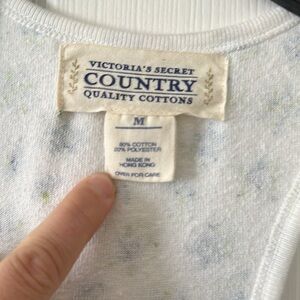 VICTORIA'S SECRET
COUNTRY
QUALITY COTTONS
M
80% COTTON
20% POLYESTER
MADE IN
HONG KONG
OVER FOR CARE